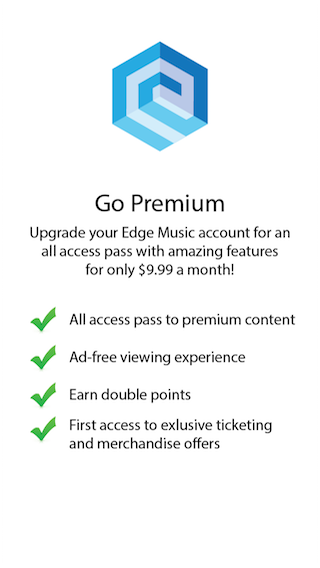 Go Premium
Upgrade your Edge Music account for an
all access pass with amazing features
for only $9.99 a month!
All access pass to premium content
Ad-free viewing experience
Earn double points
First access to exlusive ticketing
and merchandise offers